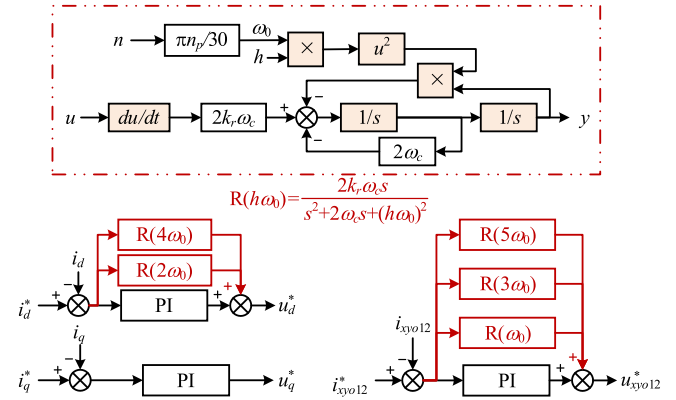 n πn_p/30 ω_0 h × u^2
×
u du/dt 2k_rω_c + − − 1/s 1/s y
2ω_c
R(hω_0)= 2k_rω_c s / s^2+2ω_c s+(hω_0)^2
R(4ω_0)
R(2ω_0)
i_d
i_d^* + − PI + + u_d^*
i_q
i_q^* + − PI u_q^*
R(5ω_0)
R(3ω_0)
R(ω_0)
i_xyo12
i_xyo12^* + − PI + + u_xyo12^*